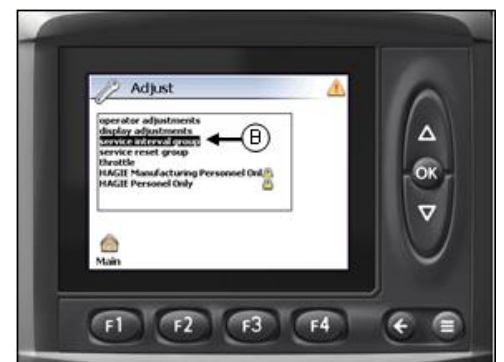 Adjust
operator adjustments
display adjustments
service interval group
B
service reset group
throttle
HAGIE Manufacturing Personnel Onl
HAGIE Personel Only
Main
OK
F1 F2 F3 F4